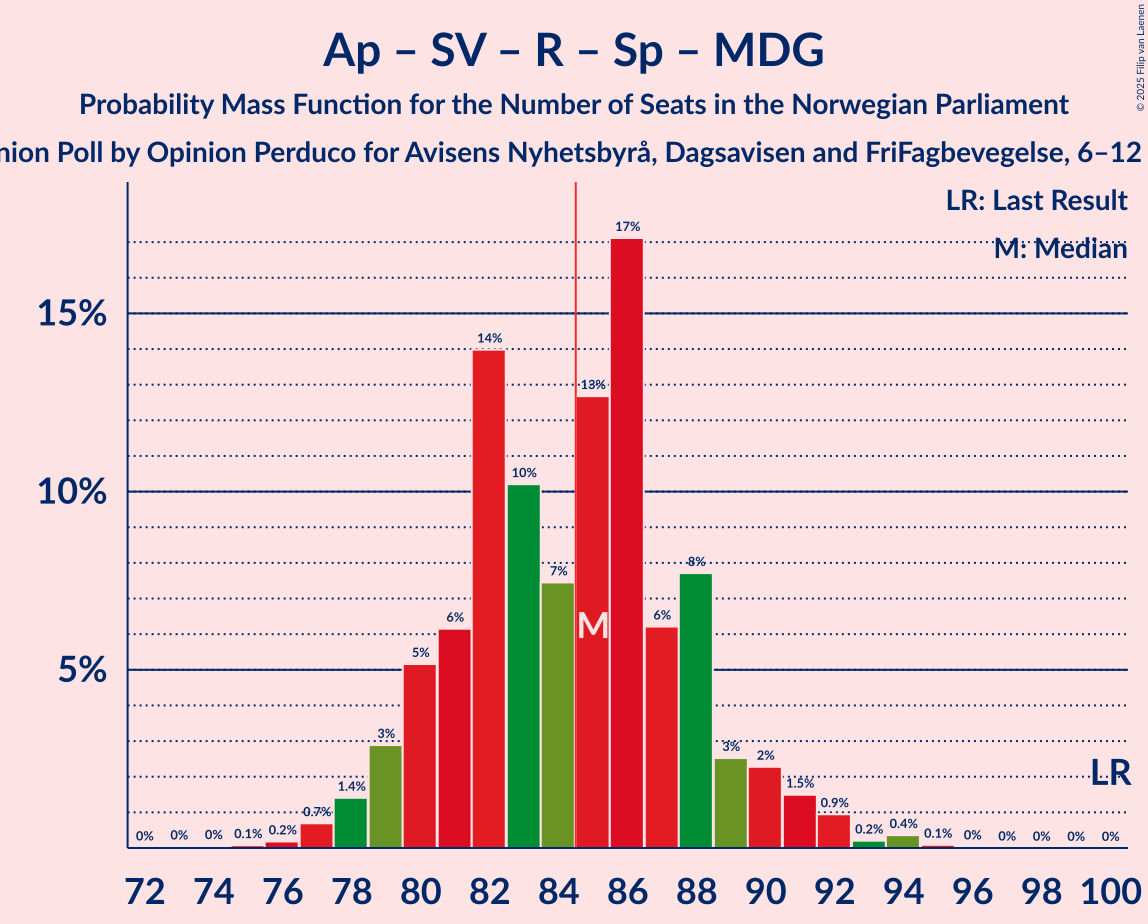 Ap – SV – R – Sp – MDG
Probability Mass Function for the Number of Seats in the Norwegian Parliament
nion Poll by Opinion Perduco for Avisens Nyhetsbyrå, Dagsavisen and FriFagbevegelse, 6–12
© 2025 Filip van Laenen
LR: Last Result
M: Median
17%
15%
14%
13%
10%
10%
8%
7%
6%
6%
5%
5%
3%
3%
2%
1.4%
1.5%
0.7%
0.9%
0% 0% 0% 0.1% 0.2% 0.2% 0.4% 0.1% 0% 0% 0% 0% 0%
M
LR
72 74 76 78 80 82 84 86 88 90 92 94 96 98 100